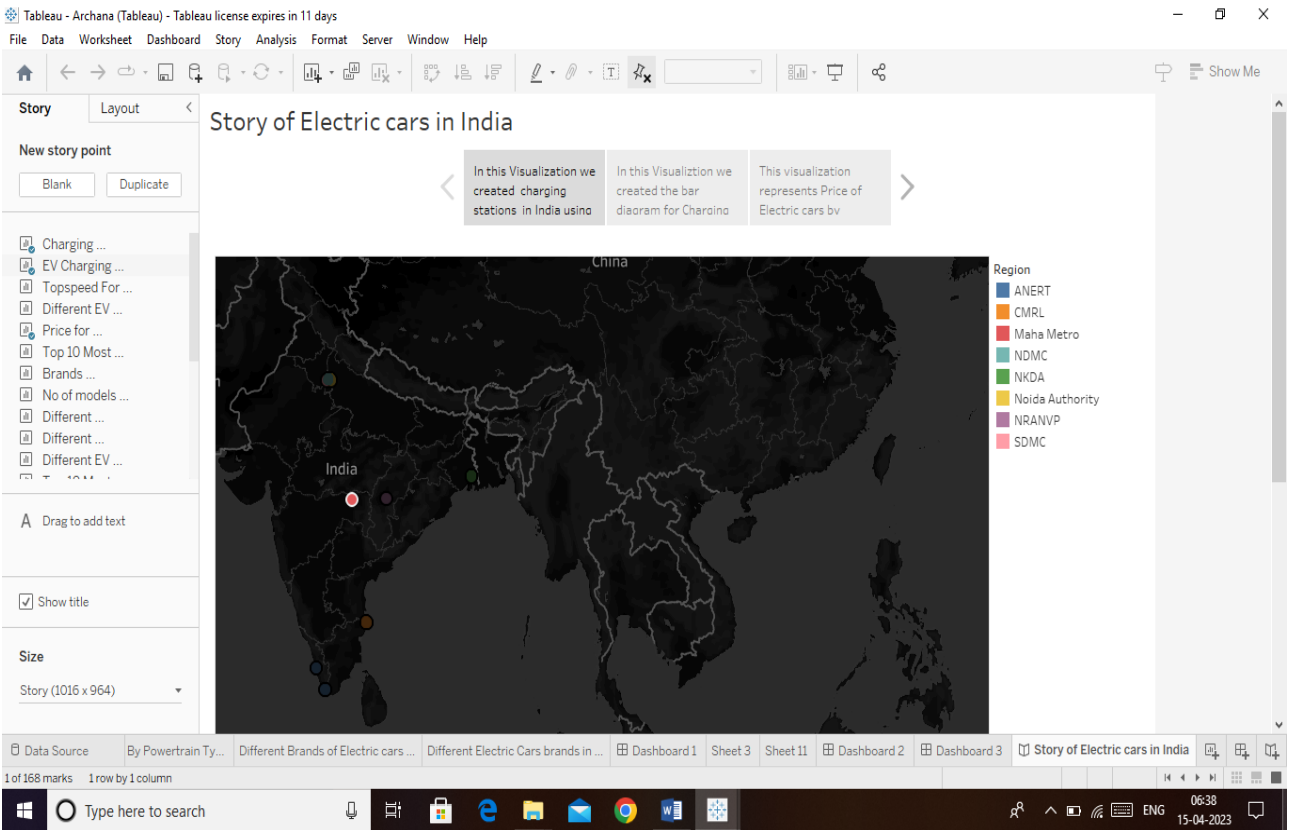 Tableau - Archana (Tableau) - Tableau license expires in 11 days
File Data Worksheet Dashboard Story Analysis Format Server Window Help
Show Me
Story Layout
New story point
Blank Duplicate
Charging ...
EV Charging ...
Topspeed For ...
Different EV ...
Price for ...
Top 10 Most ...
Brands ...
No of models ...
Different ...
Different ...
Different EV ...
A Drag to add text
Show title
Size
Story (1016 x 964)
Story of Electric cars in India
In this Visualization we
created charging
stations in India using
In this Visualiztion we
created the bar
diagram for Charging
This visualization
represents Price of
Electric cars by
China
India
Region
ANERT
CMRL
Maha Metro
NDMC
NKDA
Noida Authority
NRANVP
SDMC
Data Source By Powertrain Ty... Different Brands of Electric cars ... Different Electric Cars brands in ... Dashboard 1 Sheet 3 Sheet 11 Dashboard 2 Dashboard 3 Story of Electric cars in India
1 of 168 marks 1 row by 1 column
Type here to search
ENG
06:38
15-04-2023